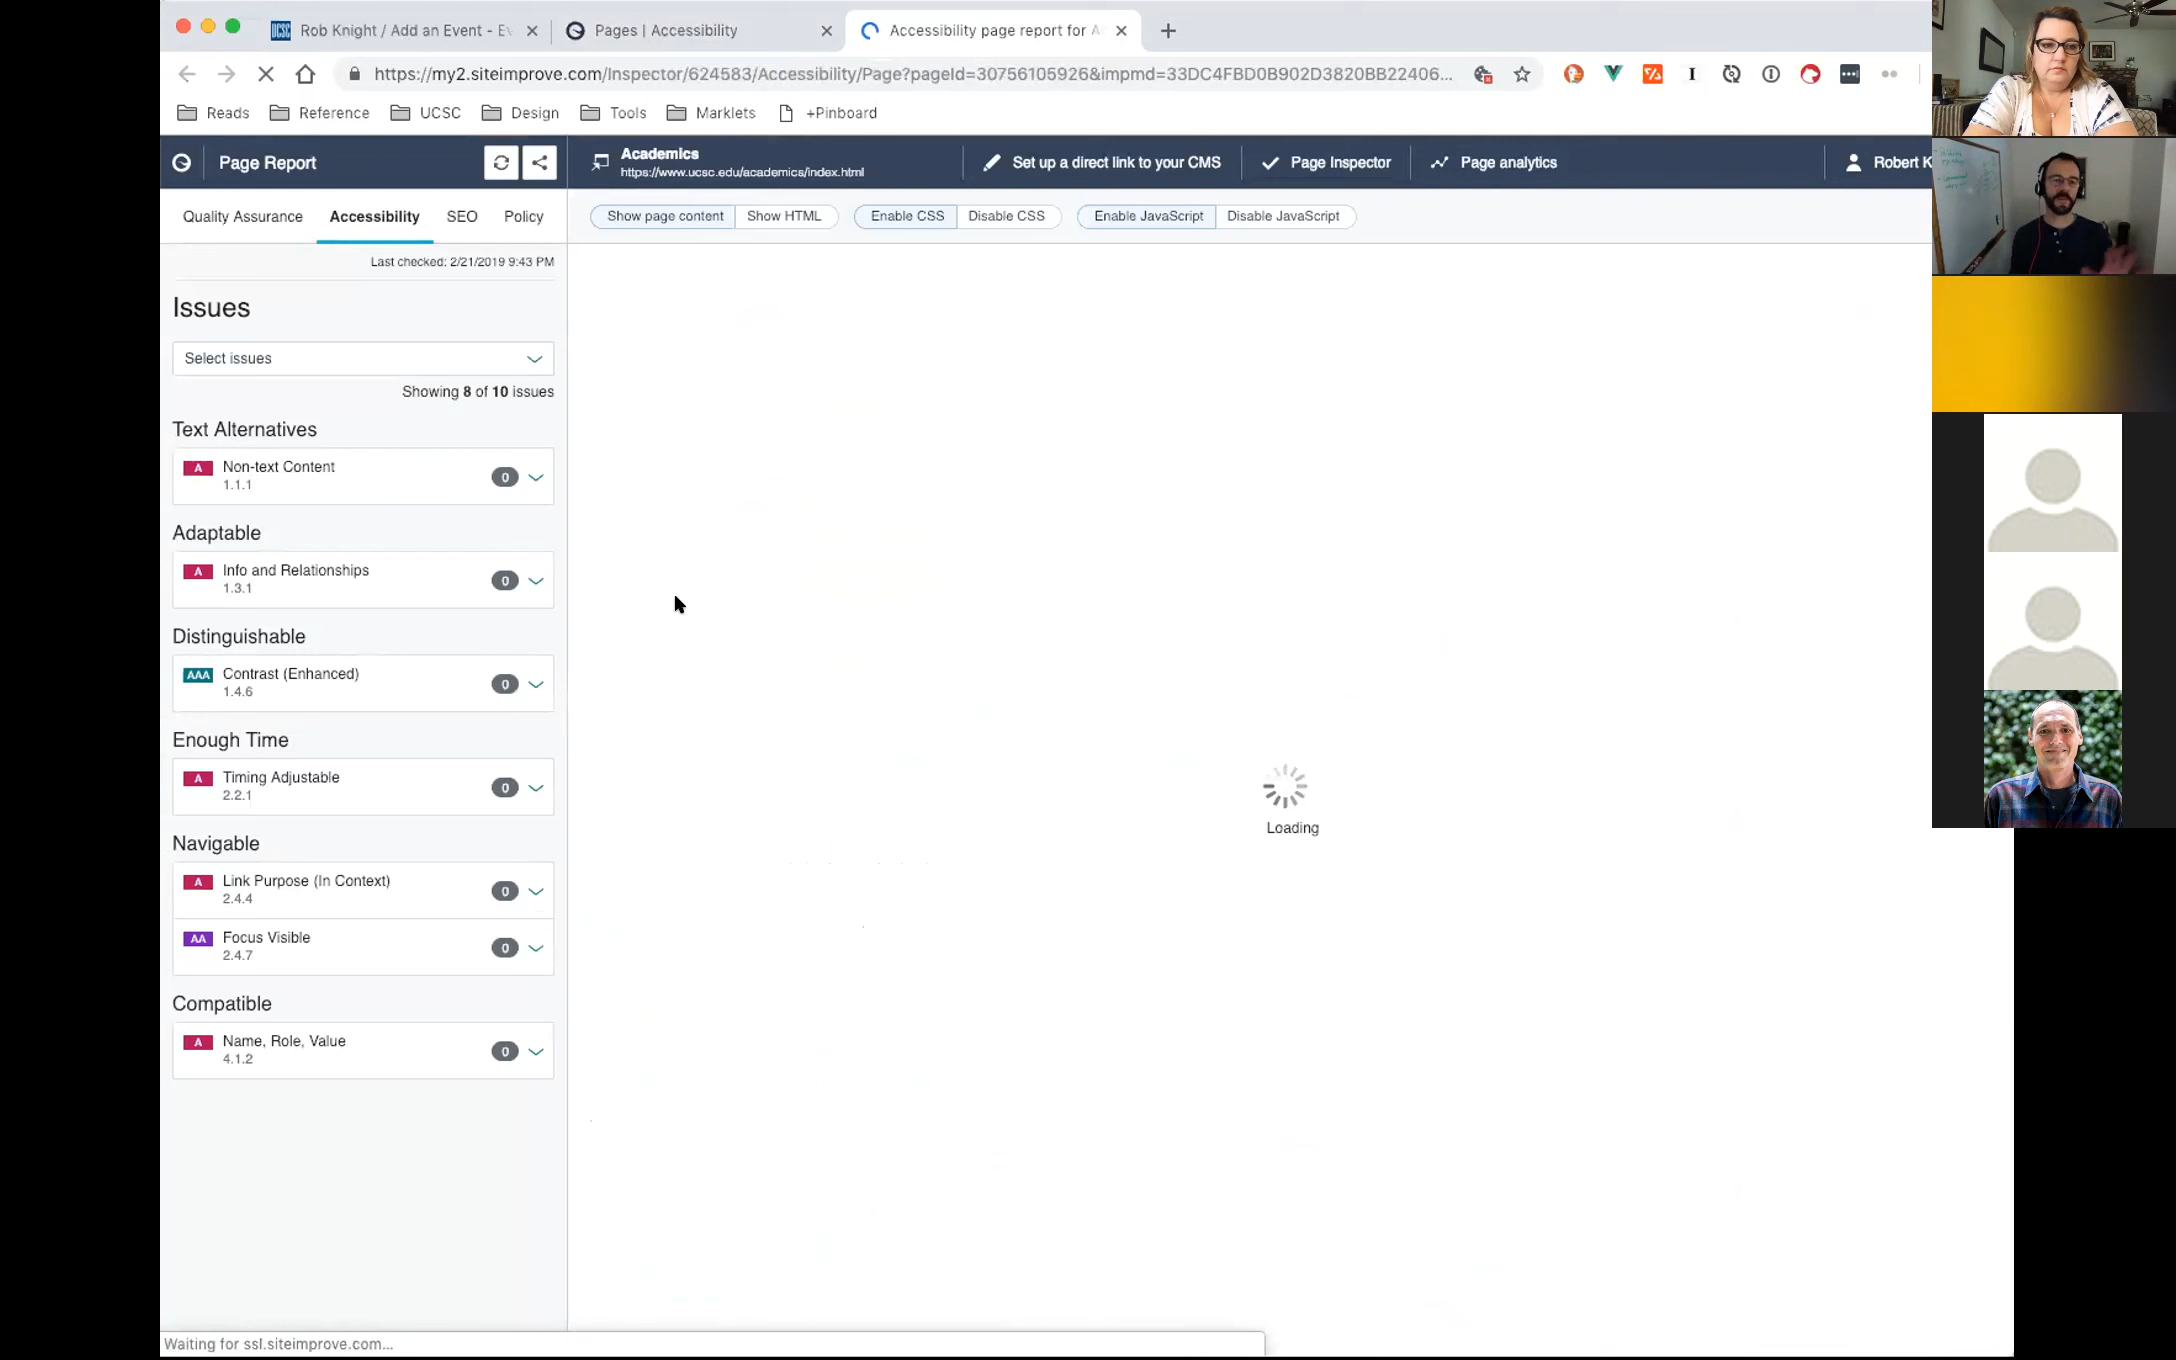 UCSC Rob Knight / Add an Event - Ev
Pages | Accessibility
Accessibility page report for A
https://my2.siteimprove.com/Inspector/624583/Accessibility/Page?pageId=30756105926&impmd=33DC4FBD0B902D3820BB22406...
Reads Reference UCSC Design Tools Marklets +Pinboard
Page Report
Academics
https://www.ucsc.edu/academics/index.html
Set up a direct link to your CMS
Page Inspector
Page analytics
Robert K
Quality Assurance Accessibility SEO Policy
Show page content Show HTML Enable CSS Disable CSS Enable JavaScript Disable JavaScript
Last checked: 2/21/2019 9:43 PM
Issues
Select issues
Showing 8 of 10 issues
Text Alternatives
A Non-text Content 0
1.1.1
Adaptable
A Info and Relationships 0
1.3.1
Distinguishable
AAA Contrast (Enhanced) 0
1.4.6
Enough Time
A Timing Adjustable 0
2.2.1
Navigable
A Link Purpose (In Context) 0
2.4.4
AA Focus Visible 0
2.4.7
Compatible
A Name, Role, Value 0
4.1.2
Loading
Waiting for ssl.siteimprove.com...